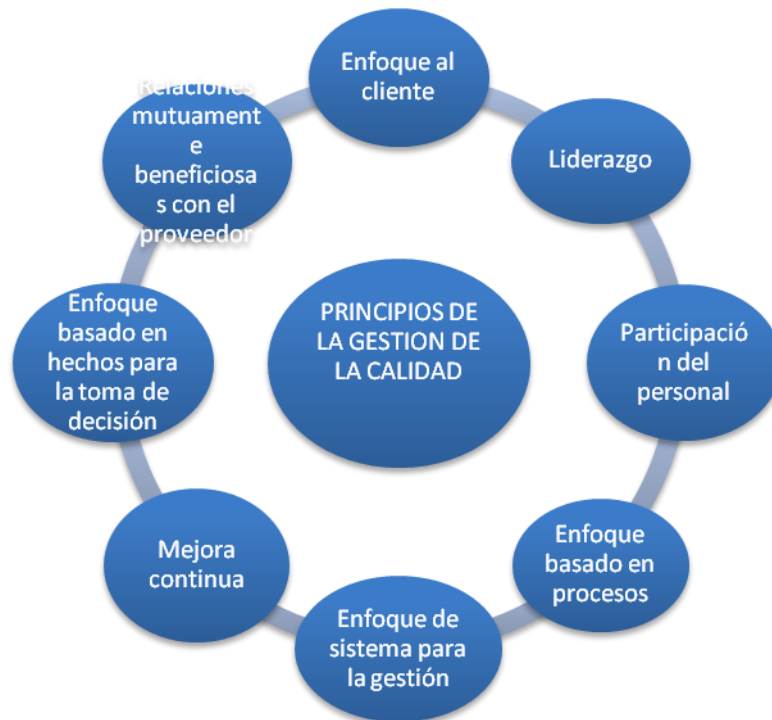 Enfoque al
cliente
Liderazgo
Participació
n del
personal
Enfoque
basado en
procesos
Enfoque de
sistema para
la gestión
Mejora
continua
Enfoque
basado en
hechos para
la toma de
decisión
Relaciones
mutuament
e
beneficiosa
s con el
proveedor
PRINCIPIOS DE
LA GESTION DE
LA CALIDAD